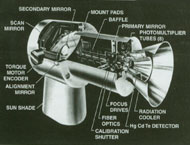 SECONDARY MIRROR
SCAN
MIRROR
MOUNT PADS
BAFFLE
PRIMARY MIRROR
PHOTOMULTIPLIER
TUBES (8)
TORQUE
MOTOR
ENCODER
ALIGNMENT
MIRROR
SUN SHADE
FOCUS
DRIVES
FIBER
OPTICS
CALIBRATION
SHUTTER
RADIATION
COOLER
Hg Cd Te DETECTOR